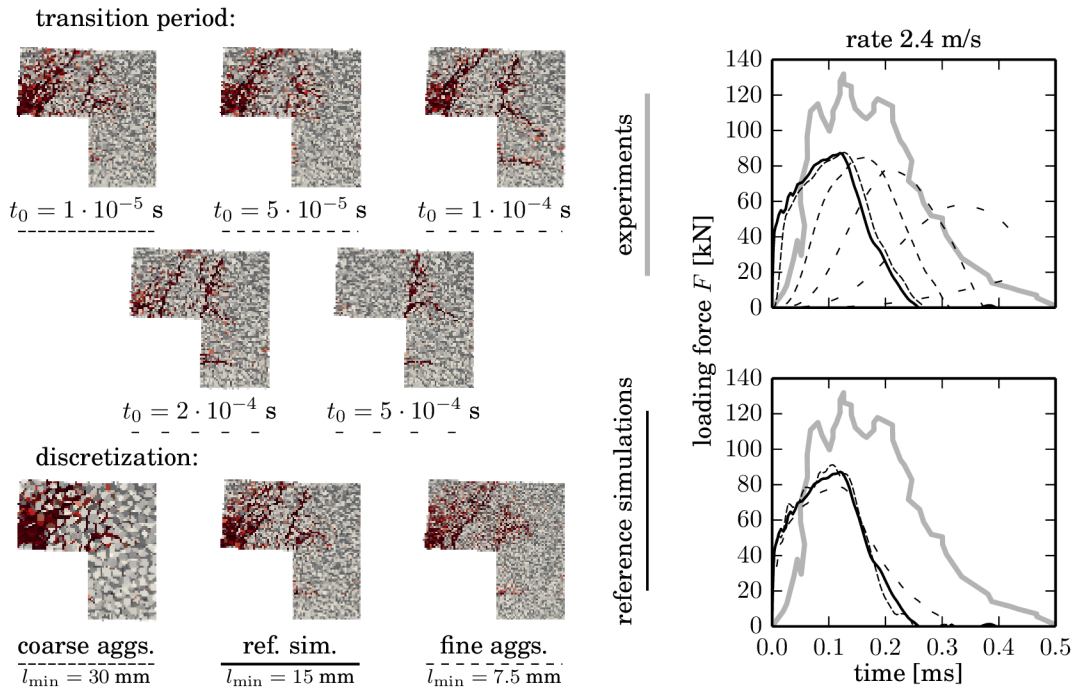 transition period:
t₀ = 1 · 10⁻⁵ s
t₀ = 5 · 10⁻⁵ s
t₀ = 1 · 10⁻⁴ s
t₀ = 2 · 10⁻⁴ s
t₀ = 5 · 10⁻⁴ s
discretization:
coarse aggs.
l_min = 30 mm
ref. sim.
l_min = 15 mm
fine aggs.
l_min = 7.5 mm
experiments
reference simulations
rate 2.4 m/s
loading force F [kN]
140
120
100
80
60
40
20
0
140
120
100
80
60
40
20
0
0.0 0.1 0.2 0.3 0.4 0.5
time [ms]